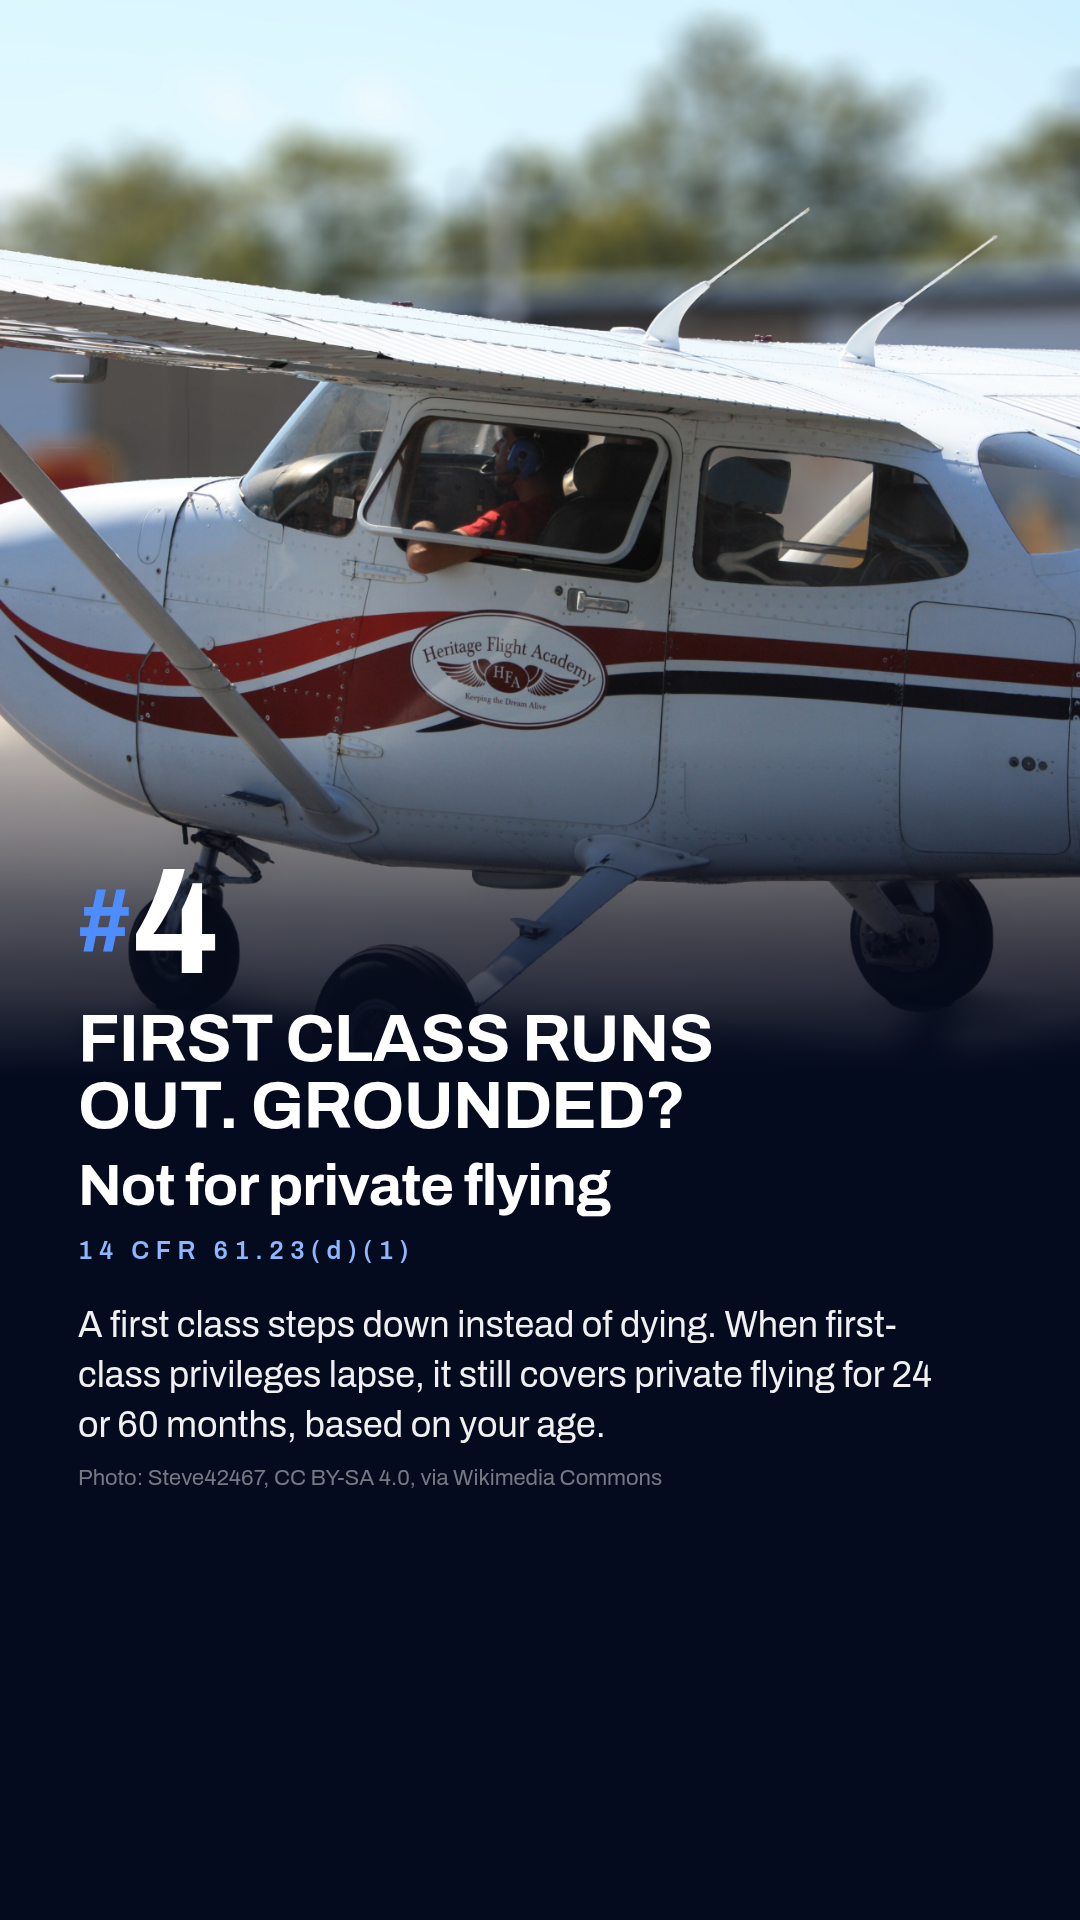 Heritage Flight Academy
HFA
Keeping the Dream Alive
#4
FIRST CLASS RUNS
OUT. GROUNDED?
Not for private flying
14 CFR 61.23(d)(1)
A first class steps down instead of dying. When first-
class privileges lapse, it still covers private flying for 24
or 60 months, based on your age.
Photo: Steve42467, CC BY-SA 4.0, via Wikimedia Commons